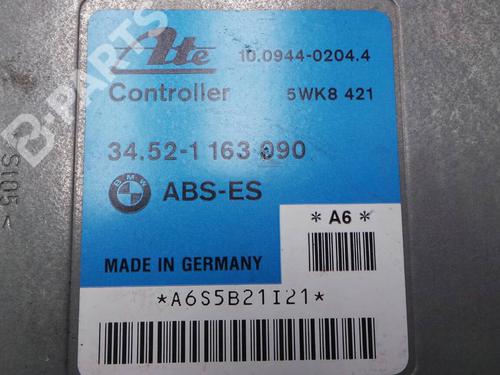 B-Parts
Ate
10.0944-0204.4
Controller
5WK8 421
34.52-1 163 090
BMW
ABS-ES
*A6*
MADE IN GERMANY
*A6S5B21I21*